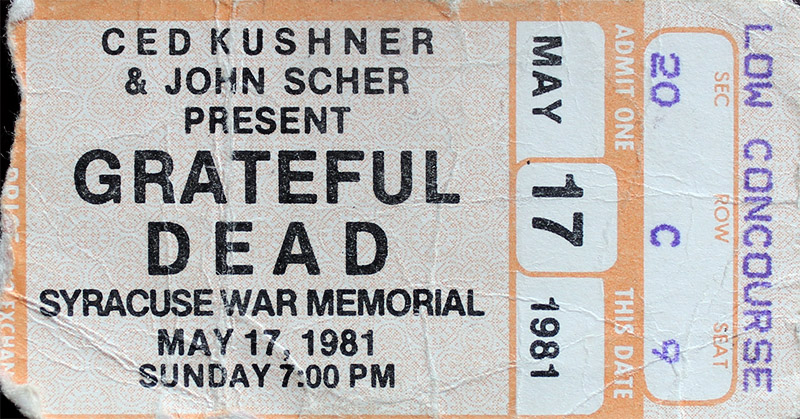 CED KUSHNER
& JOHN SCHER
PRESENT
GRATEFUL
DEAD
SYRACUSE WAR MEMORIAL
MAY 17, 1981
SUNDAY 7:00 PM
MAY
17
1981
ADMIT ONE
THIS DATE
SEC
20
ROW
C
SEAT
9
LOW CONCOURSE